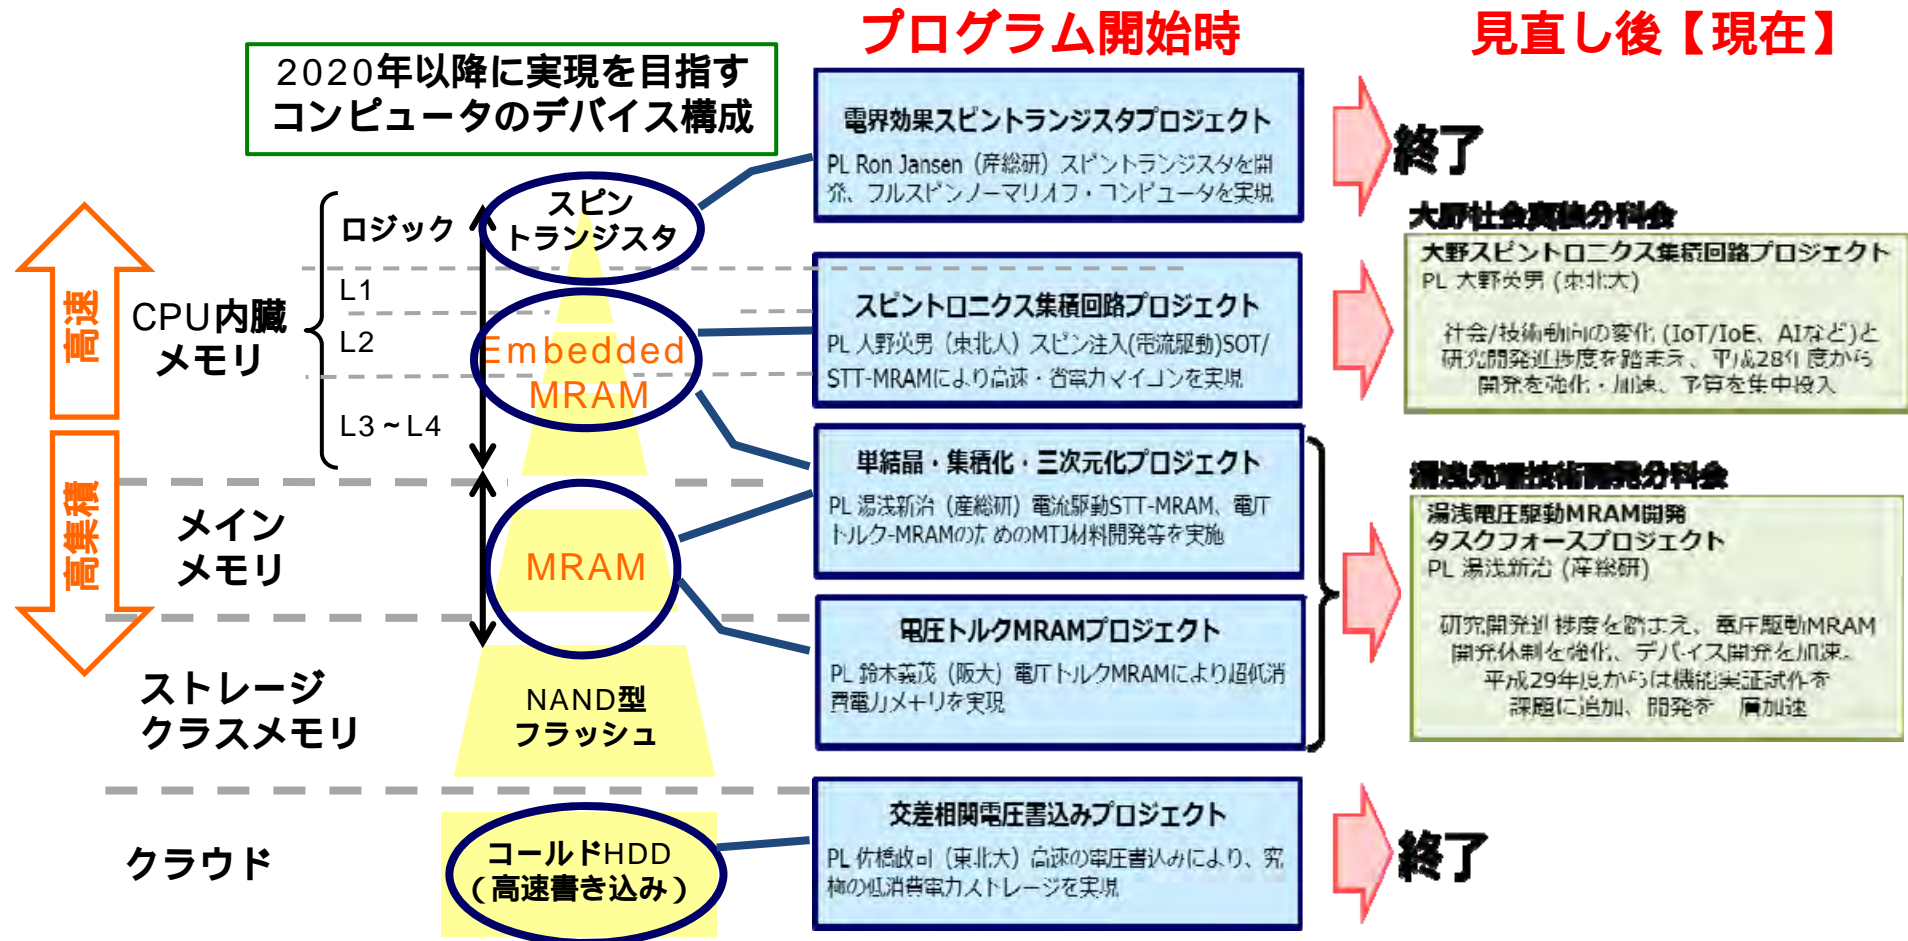 プログラム開始時
見直し後【現在】
2020年以降に実現を目指す
コンピュータのデバイス構成
高速
高集積
CPU内臓
メモリ
ロジック
L1
L2
L3~L4
メイン
メモリ
ストレージ
クラスメモリ
クラウド
スピン
トランジスタ
Embedded
MRAM
MRAM
NAND型
フラッシュ
コールドHDD
(高速書き込み)
電界効果スピントランジスタプロジェクト
PL Ron Jansen(産総研)スピントランジスタを開
発、フルスピンノーマリオフ・コンピュータを実現
スピントロニクス集積回路プロジェクト
PL 大野英男(東北大)スピン注入(電流駆動)SOT/
STT-MRAMにより高速・省電力マイコンを実現
単結晶・集積化・三次元化プロジェクト
PL 湯浅新治(産総研)電流駆動STT-MRAM、電圧
トルク-MRAMのためのMTJ材料開発等を実施
電圧トルクMRAMプロジェクト
PL 鈴木義茂(阪大)電圧トルクMRAMにより超低消
費電力メモリを実現
交差相関電圧書込みプロジェクト
PL 佐橋政司(東北大)高速の電圧書込みにより、究
極の低消費電力ストレージを実現
終了
大野社会実装分科会
大野スピントロニクス集積回路プロジェクト
PL 大野英男 (東北大)
社会/技術動向の変化 (IoT/IoE、AIなど)と
研究開発進捗度を踏まえ、平成28年度から
開発を強化・加速、予算を集中投入
湯浅先端技術開発分科会
湯浅電圧駆動MRAM開発
タスクフォースプロジェクト
PL 湯浅新治 (産総研)
研究開発進捗度を踏まえ、電圧駆動MRAM
開発体制を強化、デバイス開発を加速。
平成29年度からは機能実証試作を
課題に追加、開発を一層加速
終了